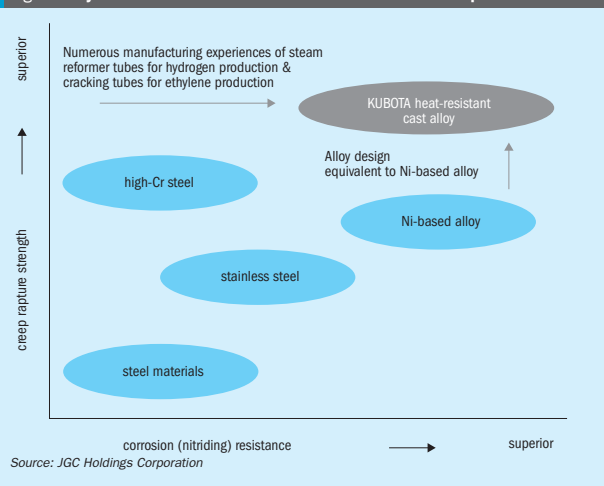 superior
Numerous manufacturing experiences of steam
reformer tubes for hydrogen production &
cracking tubes for ethylene production
KUBOTA heat-resistant
cast alloy
Alloy design
equivalent to Ni-based alloy
high-Cr steel
Ni-based alloy
creep rapture strength
stainless steel
steel materials
corrosion (nitriding) resistance
superior
Source: JGC Holdings Corporation